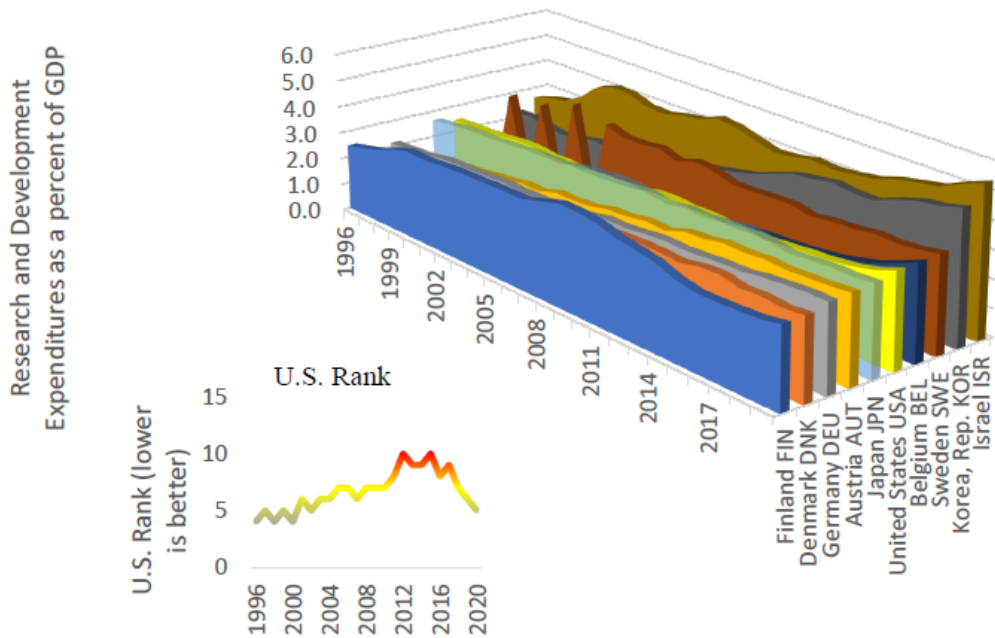 Research and Development
Expenditures as a percent of GDP
6.0
5.0
4.0
3.0
2.0
1.0
0.0
1996
1999
2002
2005
2008
2011
2014
2017
Finland FIN
Denmark DNK
Germany DEU
Austria AUT
Japan JPN
United States USA
Belgium BEL
Sweden SWE
Korea, Rep. KOR
Israel ISR
U.S. Rank
U.S. Rank (lower
is better)
15
10
5
0
1996
2000
2004
2008
2012
2016
2020